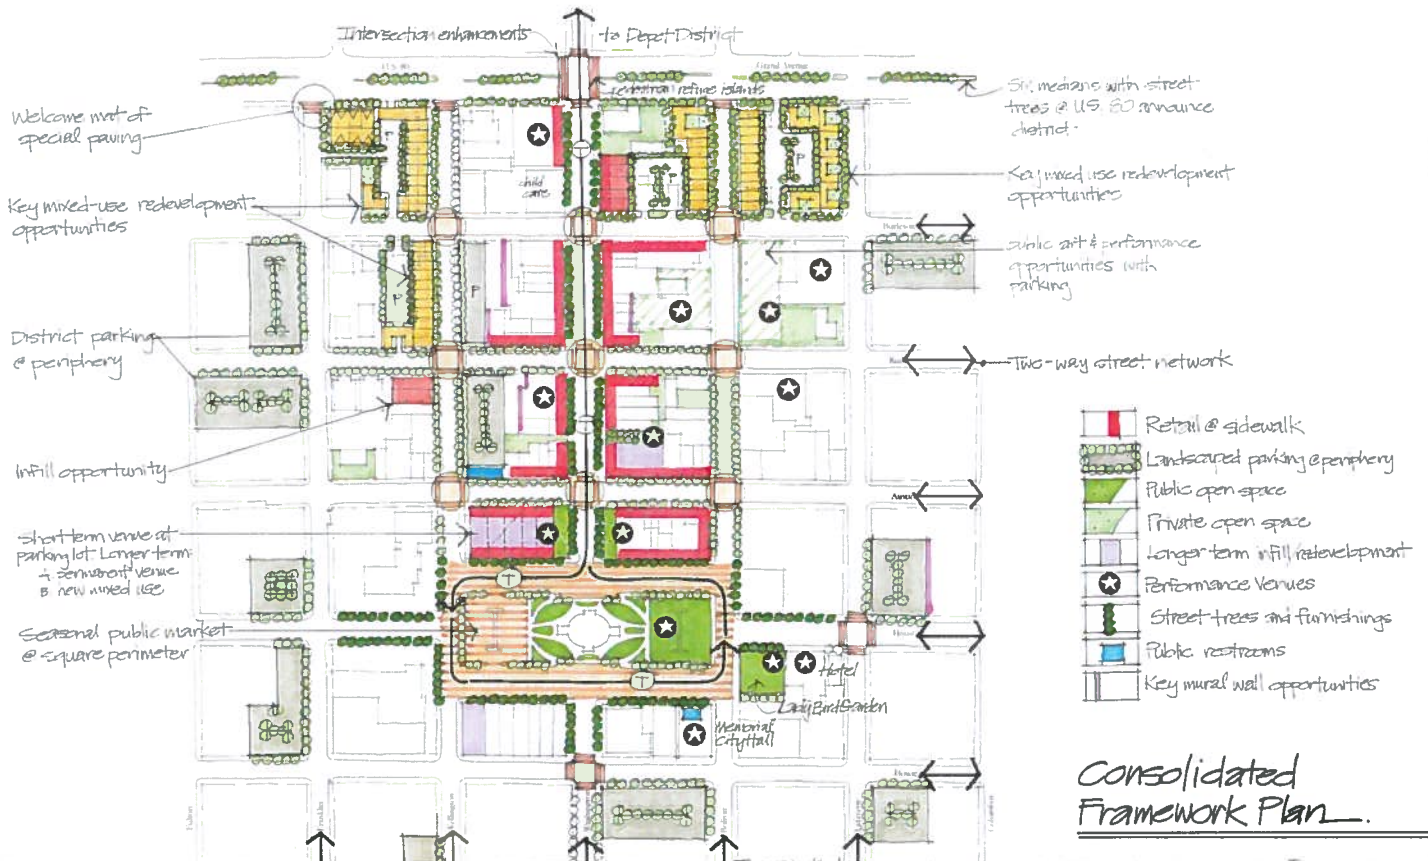 Intersection enhancements
to Depot District
U.S. 80
Grand Avenue
pedestrian refuge islands
Welcome mat of
special paving
Six medians with street
trees @ U.S. 80 announce
district.
P
P
P
child
care
Key mixed-use redevelopment
opportunities
Key mixed use redevelopment
opportunities
public art & performance
opportunities with
parking
P
P
District parking
@ periphery
Two-way street network
Infill opportunity
Retail @ sidewalk
Landscaped parking @ periphery
Public open space
Private open space
Longer term infill redevelopment
Performance Venues
Street trees and furnishings
Public restrooms
Key mural wall opportunities
Short term venue at
parking lot. Longer term:
permanent venue
& new mixed use
T
Seasonal public market
@ square perimeter
T
Hotel
Lady Bird Garden
Memorial
City Hall
Consolidated
Framework Plan.